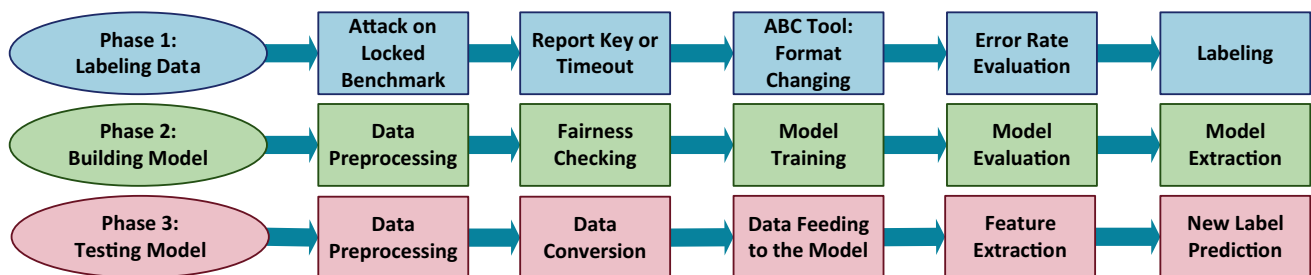 Phase 1:
Labeling Data
Attack on
Locked
Benchmark
Report Key or
Timeout
ABC Tool:
Format
Changing
Error Rate
Evaluation
Labeling
Phase 2:
Building Model
Data
Preprocessing
Fairness
Checking
Model
Training
Model
Evaluation
Model
Extraction
Phase 3:
Testing Model
Data
Preprocessing
Data
Conversion
Data Feeding
to the Model
Feature
Extraction
New Label
Prediction